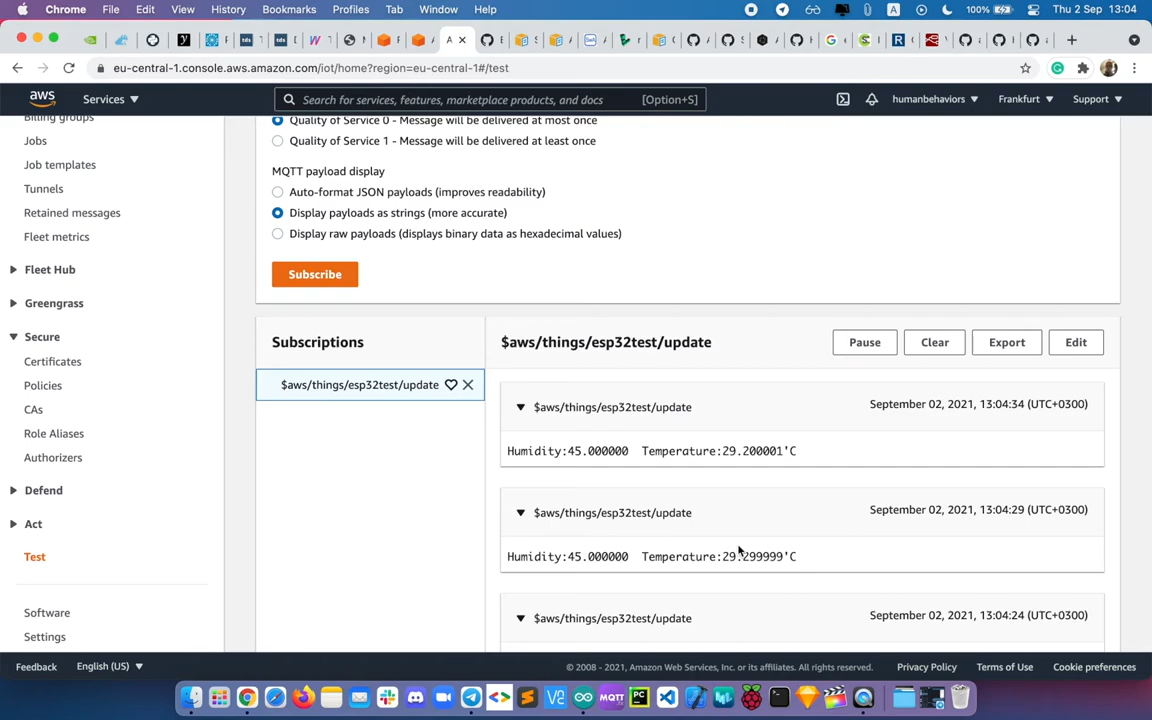 Chrome File Edit View History Bookmarks Profiles Tab Window Help A 100% Thu 2 Sep 13:04
eu-central-1.console.aws.amazon.com/iot/home?region=eu-central-1#/test
aws Services Search for services, features, marketplace products, and docs [Option+S] humanbehaviors Frankfurt Support
Billing groups
Jobs
Job templates
Tunnels
Retained messages
Fleet metrics
Fleet Hub
Greengrass
Secure
Certificates
Policies
CAs
Role Aliases
Authorizers
Defend
Act
Test
Software
Settings
Quality of Service 0 - Message will be delivered at most once
Quality of Service 1 - Message will be delivered at least once
MQTT payload display
Auto-format JSON payloads (improves readability)
Display payloads as strings (more accurate)
Display raw payloads (displays binary data as hexadecimal values)
Subscribe
Subscriptions
$aws/things/esp32test/update
$aws/things/esp32test/update Pause Clear Export Edit
$aws/things/esp32test/update September 02, 2021, 13:04:34 (UTC+0300)
Humidity:45.000000 Temperature:29.200001'C
$aws/things/esp32test/update September 02, 2021, 13:04:29 (UTC+0300)
Humidity:45.000000 Temperature:29.299999'C
$aws/things/esp32test/update September 02, 2021, 13:04:24 (UTC+0300)
Feedback English (US) © 2008 - 2021, Amazon Web Services, Inc. or its affiliates. All rights reserved. Privacy Policy Terms of Use Cookie preferences